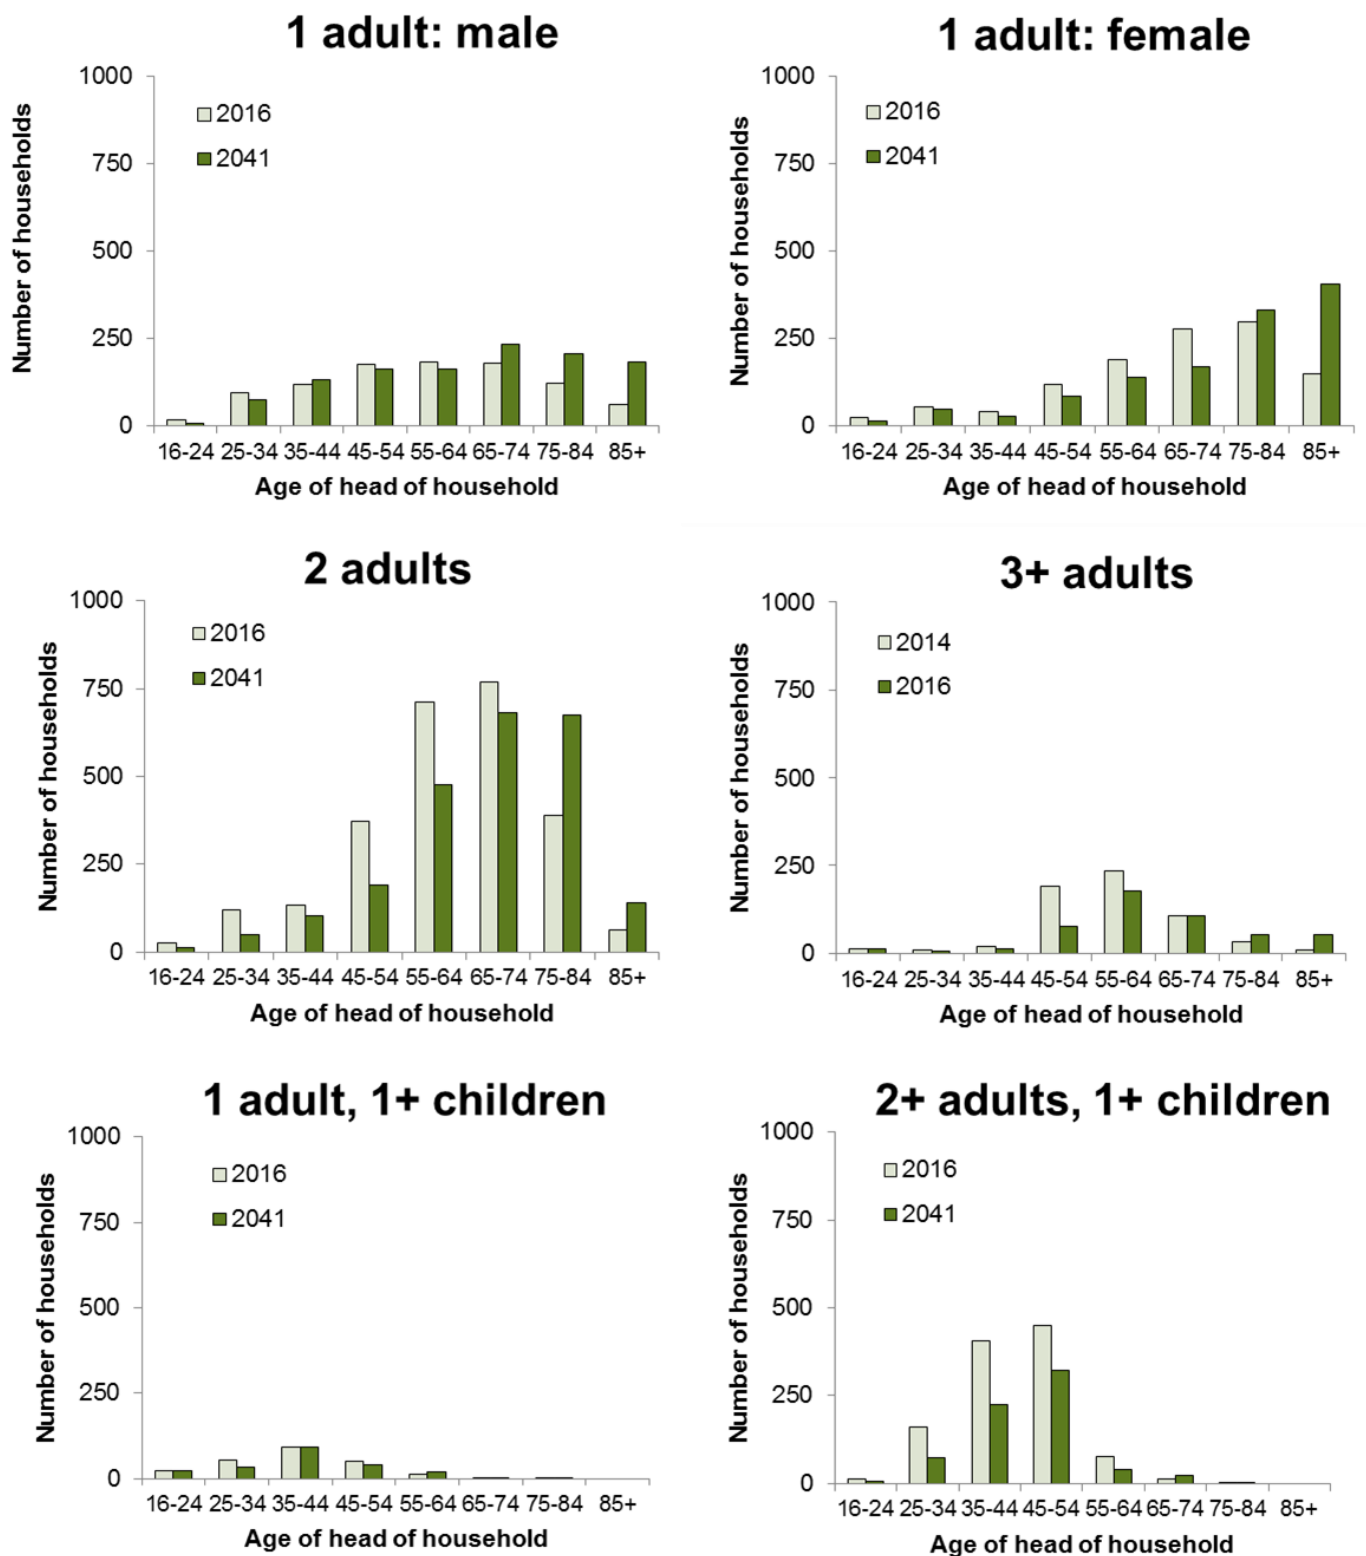 1 adult: male
Number of households
1000
750
500
250
0
2016
2041
16-24 25-34 35-44 45-54 55-64 65-74 75-84 85+
Age of head of household
1 adult: female
Number of households
1000
750
500
250
0
2016
2041
16-24 25-34 35-44 45-54 55-64 65-74 75-84 85+
Age of head of household
2 adults
Number of households
1000
750
500
250
0
2016
2041
16-24 25-34 35-44 45-54 55-64 65-74 75-84 85+
Age of head of household
3+ adults
Number of households
1000
750
500
250
0
2014
2016
16-24 25-34 35-44 45-54 55-64 65-74 75-84 85+
Age of head of household
1 adult, 1+ children
Number of households
1000
750
500
250
0
2016
2041
16-24 25-34 35-44 45-54 55-64 65-74 75-84 85+
Age of head of household
2+ adults, 1+ children
Number of households
1000
750
500
250
0
2016
2041
16-24 25-34 35-44 45-54 55-64 65-74 75-84 85+
Age of head of household